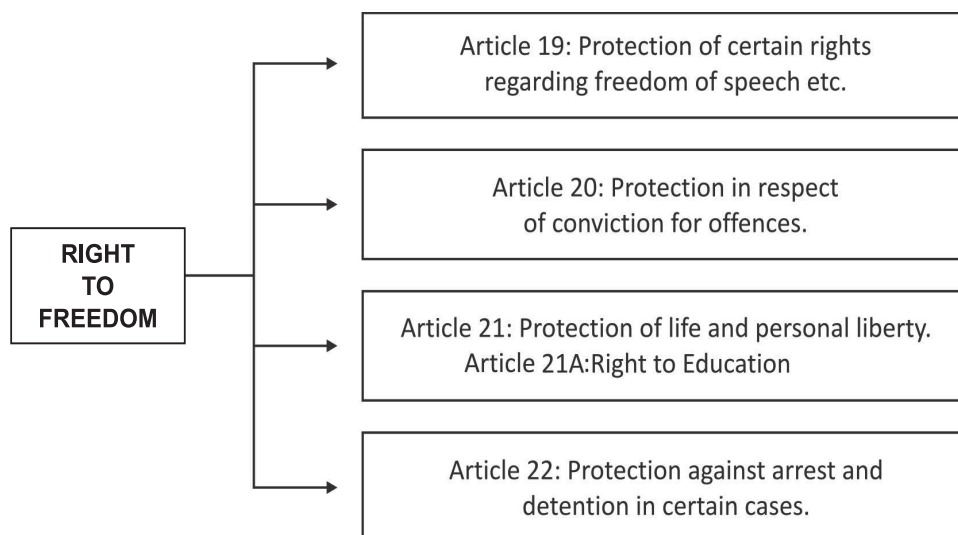 Article 19: Protection of certain rights
regarding freedom of speech etc.
Article 20: Protection in respect
of conviction for offences.
RIGHT
TO
FREEDOM
Article 21: Protection of life and personal liberty.
Article 21A:Right to Education
Article 22: Protection against arrest and
detention in certain cases.